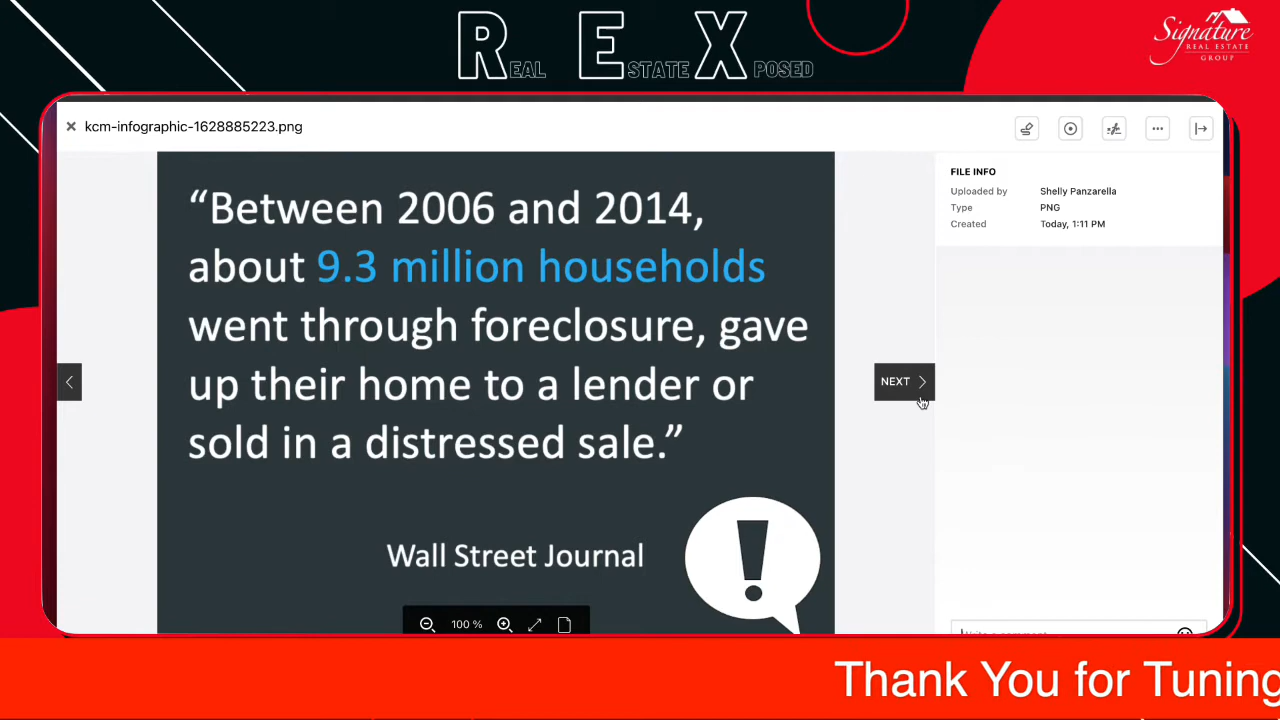 REAL ESTATE XPOSED
Signature
REAL ESTATE
GROUP
kcm-infographic-1628885223.png
FILE INFO
Uploaded by Shelly Panzarella
Type PNG
Created Today, 1:11 PM
“Between 2006 and 2014,
about 9.3 million households
went through foreclosure, gave
up their home to a lender or
sold in a distressed sale.”
NEXT
Wall Street Journal
!
100 %
Thank You for Tuning